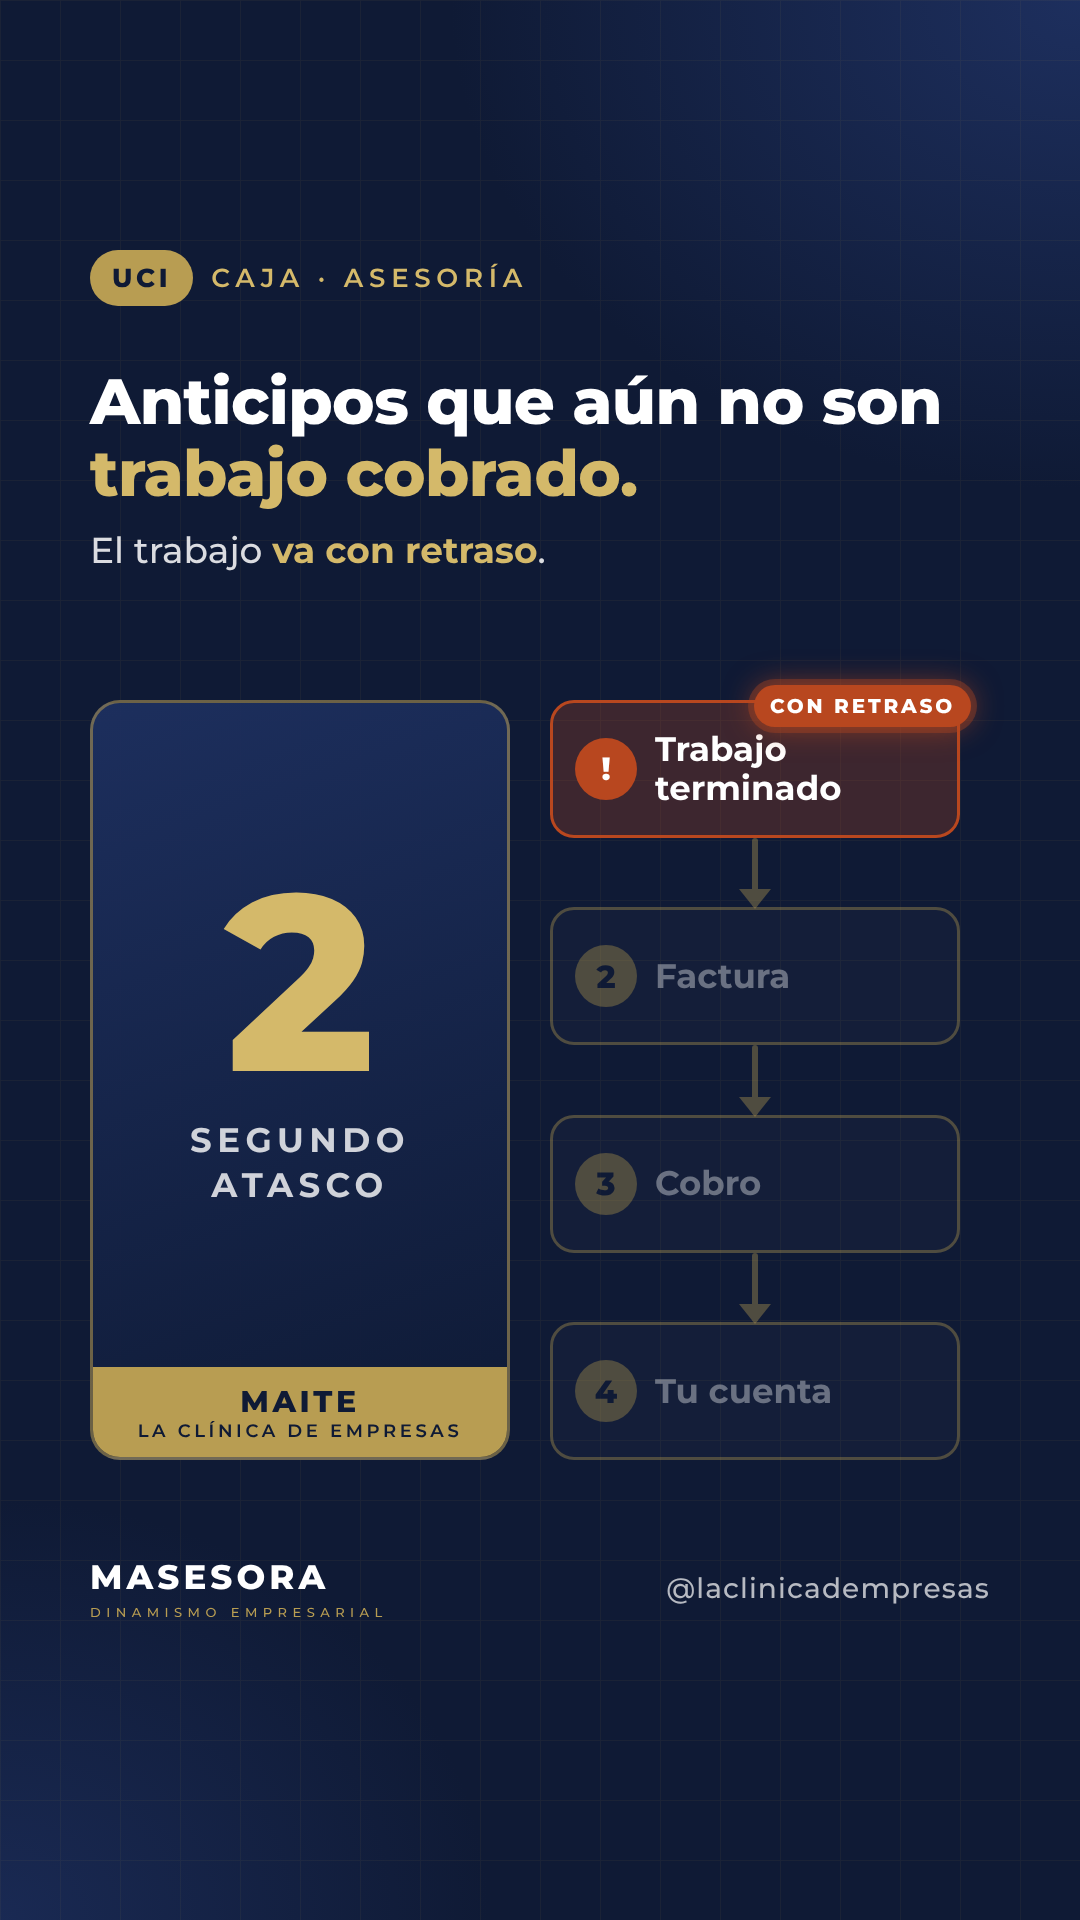 UCI CAJA · ASESORÍA
Anticipos que aún no son
trabajo cobrado.
El trabajo va con retraso.
2
SEGUNDO
ATASCO
MAITE
LA CLÍNICA DE EMPRESAS
CON RETRASO
! Trabajo
terminado
2 Factura
3 Cobro
4 Tu cuenta
MASESORA
DINAMISMO EMPRESARIAL
@laclinicadempresas